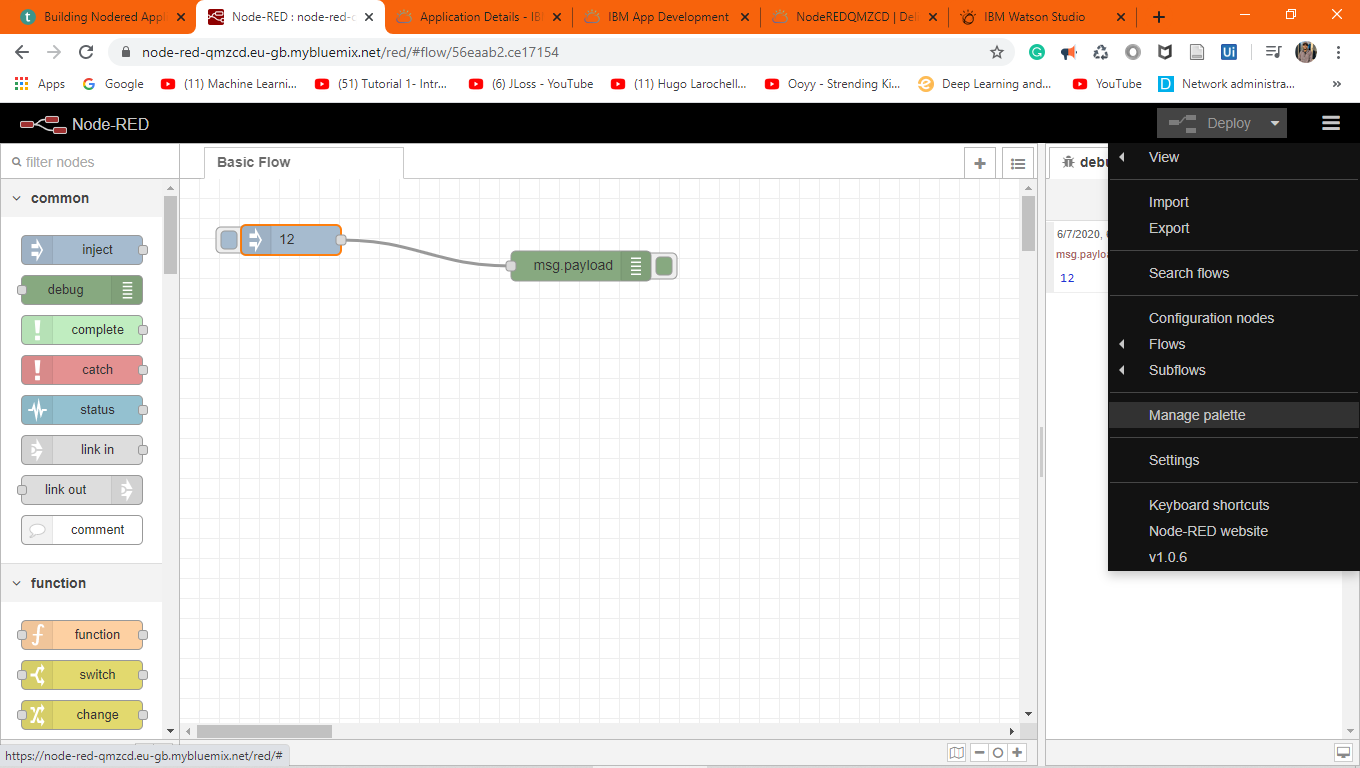 Building Nodered Appl
Node-RED : node-red-q
Application Details - IBM
IBM App Development
NodeREDQMZCD | Deli
IBM Watson Studio
node-red-qmzcd.eu-gb.mybluemix.net/red/#flow/56eaab2.ce17154
Apps
Google
(11) Machine Learni...
(51) Tutorial 1- Intr...
(6) JLoss - YouTube
(11) Hugo Larochell...
Ooyy - Strending Ki...
Deep Learning and...
YouTube
Network administra...
Node-RED
Deploy
filter nodes
Basic Flow
debu
View
common
Import
Export
inject
12
msg.payload
6/7/2020,
msg.payloa
12
Search flows
debug
complete
Configuration nodes
Flows
catch
Subflows
status
Manage palette
link in
Settings
link out
Keyboard shortcuts
comment
Node-RED website
v1.0.6
function
function
switch
change
https://node-red-qmzcd.eu-gb.mybluemix.net/red/#